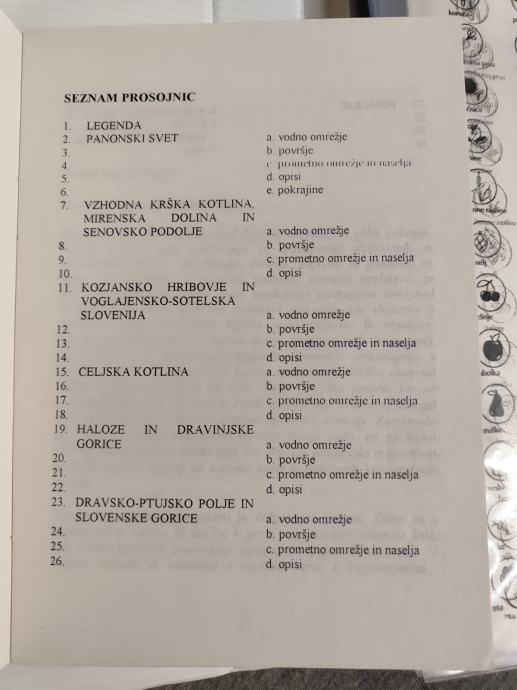 SEZNAM PROSOJNIC
1. LEGENDA
2. PANONSKI SVET a. vodno omrežje
3. b. površje
4. c. prometno omrežje in naselja
5. d. opisi
6. e. pokrajine
7. VZHODNA KRŠKA KOTLINA,
MIRENSKA DOLINA IN
SENOVSKO PODOLJE a. vodno omrežje
8. b. površje
9. c. prometno omrežje in naselja
10. d. opisi
11. KOZJANSKO HRIBOVJE IN
VOGLAJENSKO-SOTELSKA
SLOVENIJA a. vodno omrežje
12. b. površje
13. c. prometno omrežje in naselja
14. d. opisi
15. CELJSKA KOTLINA a. vodno omrežje
16. b. površje
17. c. prometno omrežje in naselja
18. d. opisi
19. HALOZE IN DRAVINJSKE
GORICE a. vodno omrežje
20. b. površje
21. c. prometno omrežje in naselja
22. d. opisi
23. DRAVSKO-PTUJSKO POLJE IN
SLOVENSKE GORICE a. vodno omrežje
24. b. površje
25. c. prometno omrežje in naselja
26. d. opisi